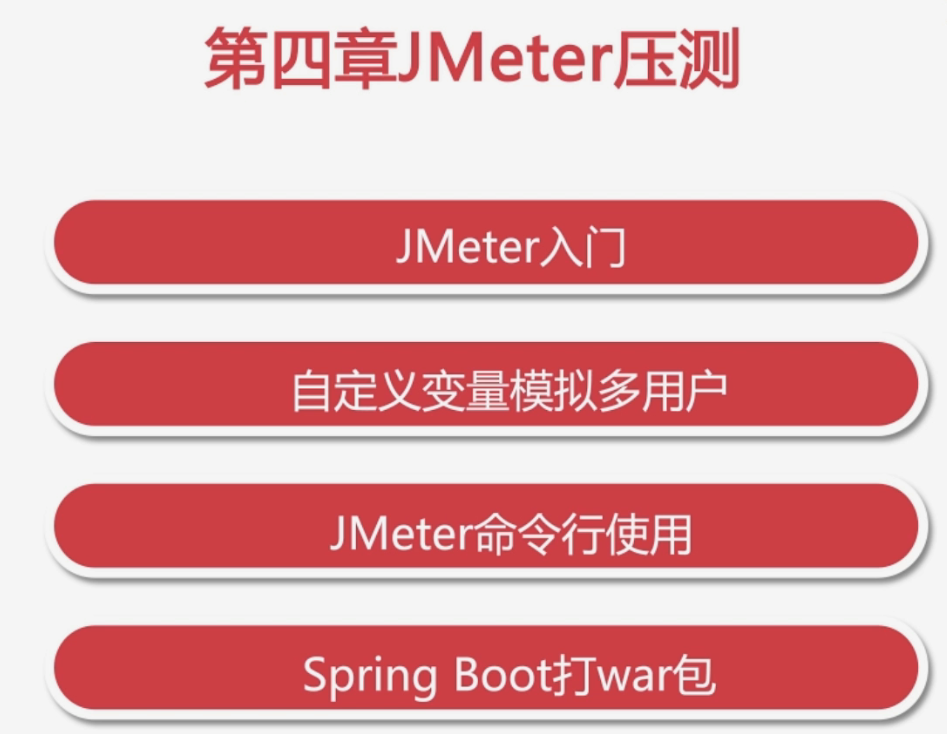 第四章JMeter压测
JMeter入门
自定义变量模拟多用户
JMeter命令行使用
Spring Boot打war包